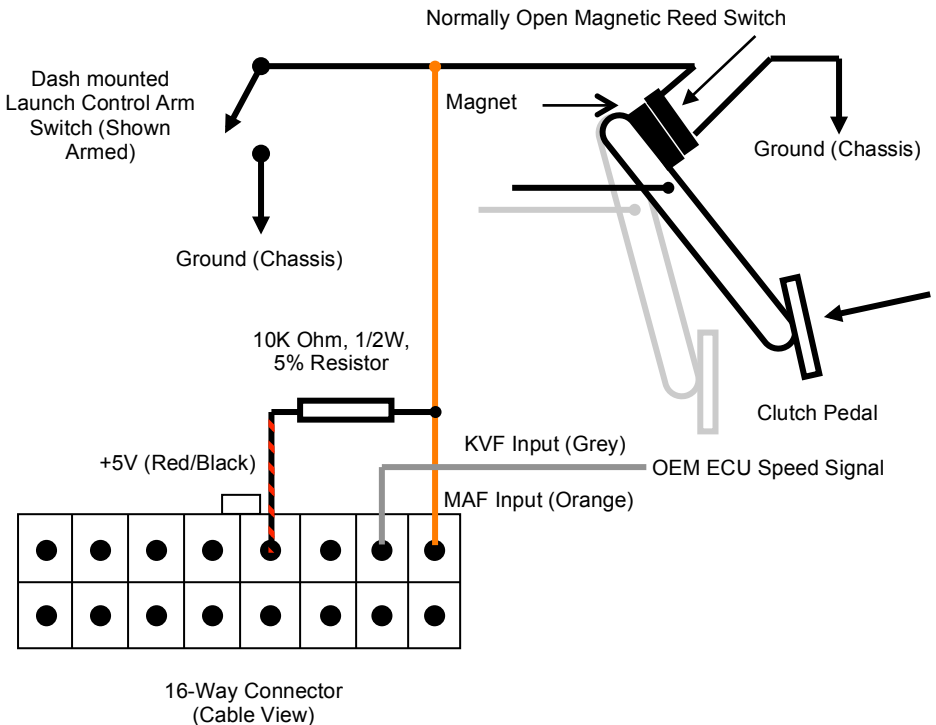 Normally Open Magnetic Reed Switch
Dash mounted
Launch Control Arm
Switch (Shown
Armed)
Magnet
Ground (Chassis)
Ground (Chassis)
10K Ohm, 1/2W,
5% Resistor
Clutch Pedal
KVF Input (Grey)
+5V (Red/Black)
OEM ECU Speed Signal
MAF Input (Orange)
16-Way Connector
(Cable View)